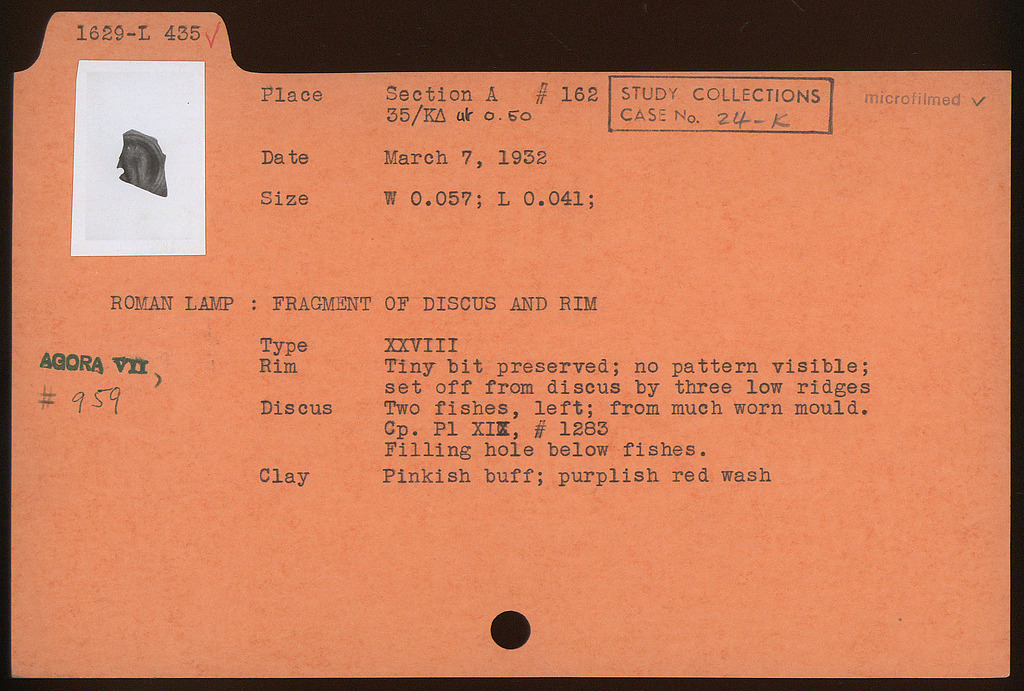 1629-L 435 ✓
Place Section A # 162
35/ΚΔ at 0.50
STUDY COLLECTIONS
CASE No. 24-K
microfilmed ✓
Date March 7, 1932
Size W 0.057; L 0.041;
ROMAN LAMP : FRAGMENT OF DISCUS AND RIM
AGORA VII,
# 959
Type XXVIII
Rim Tiny bit preserved; no pattern visible;
set off from discus by three low ridges
Discus Two fishes, left; from much worn mould.
Cp. Pl XIX, # 1283
Filling hole below fishes.
Clay Pinkish buff; purplish red wash